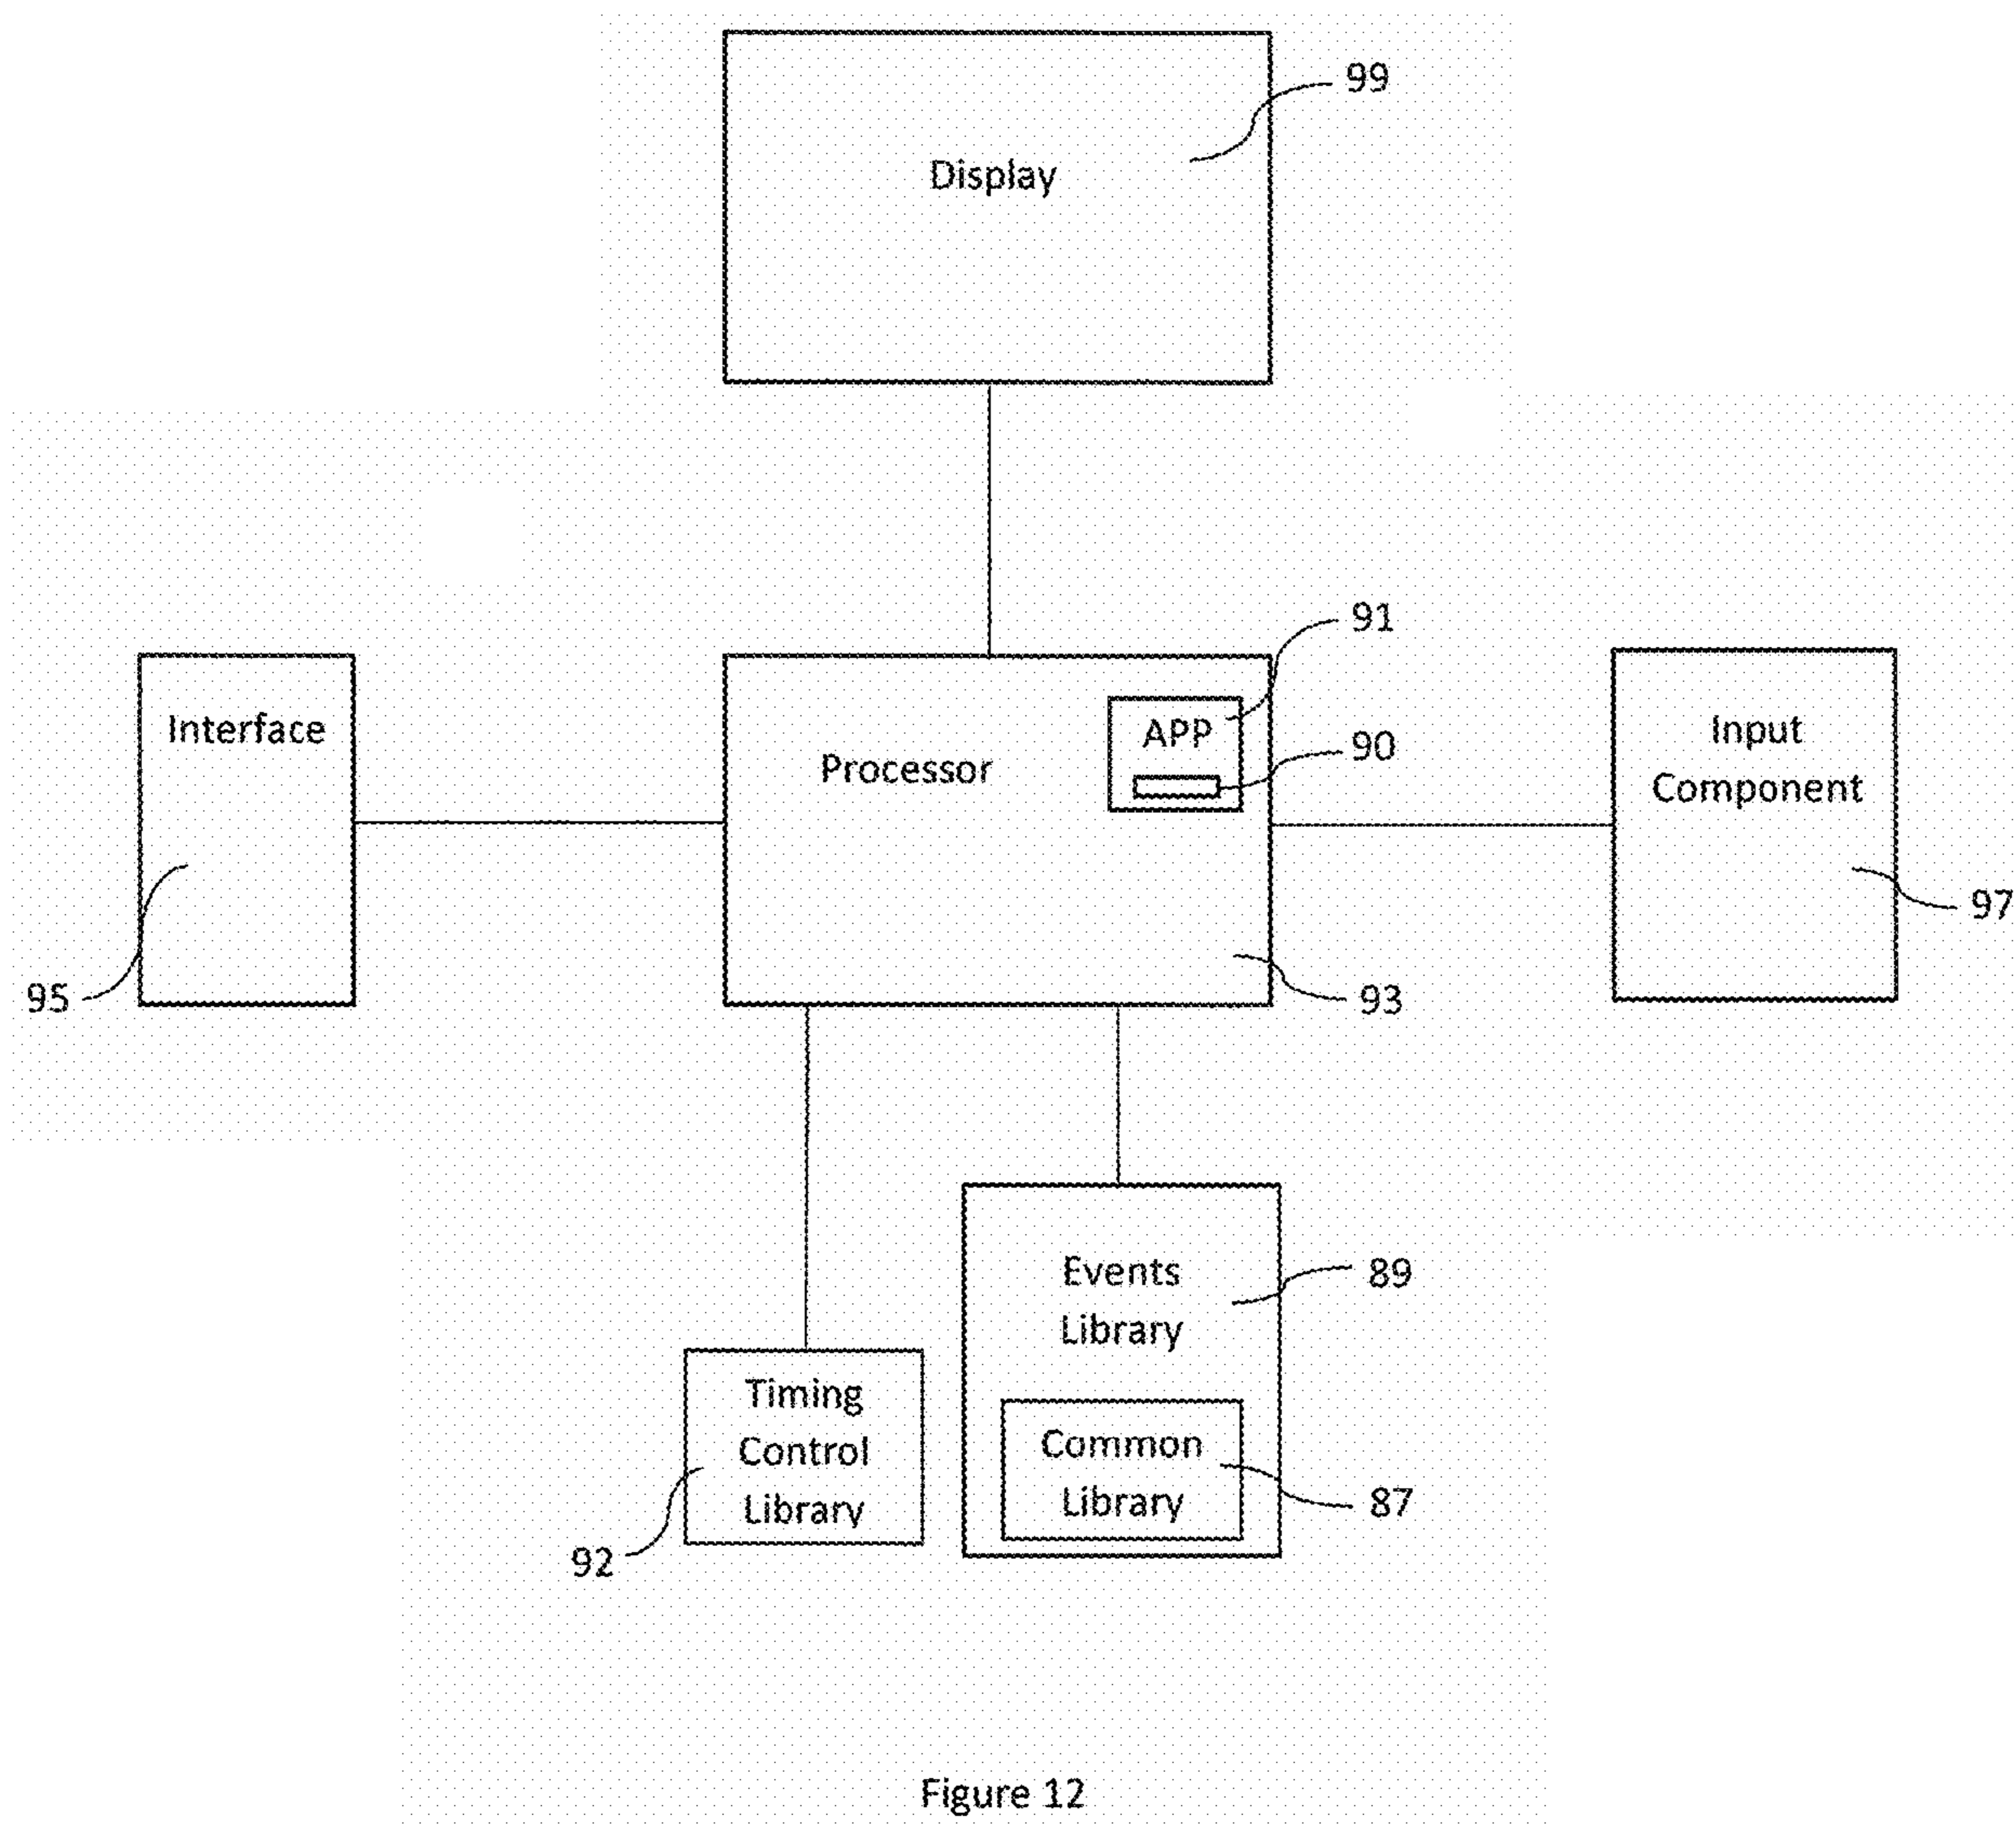 99
Display
91
APP
90
Interface
Processor
Input
Component
97
95
93
Events
Library
89
Timing
Control
Library
Common
Library
87
92
Figure 12